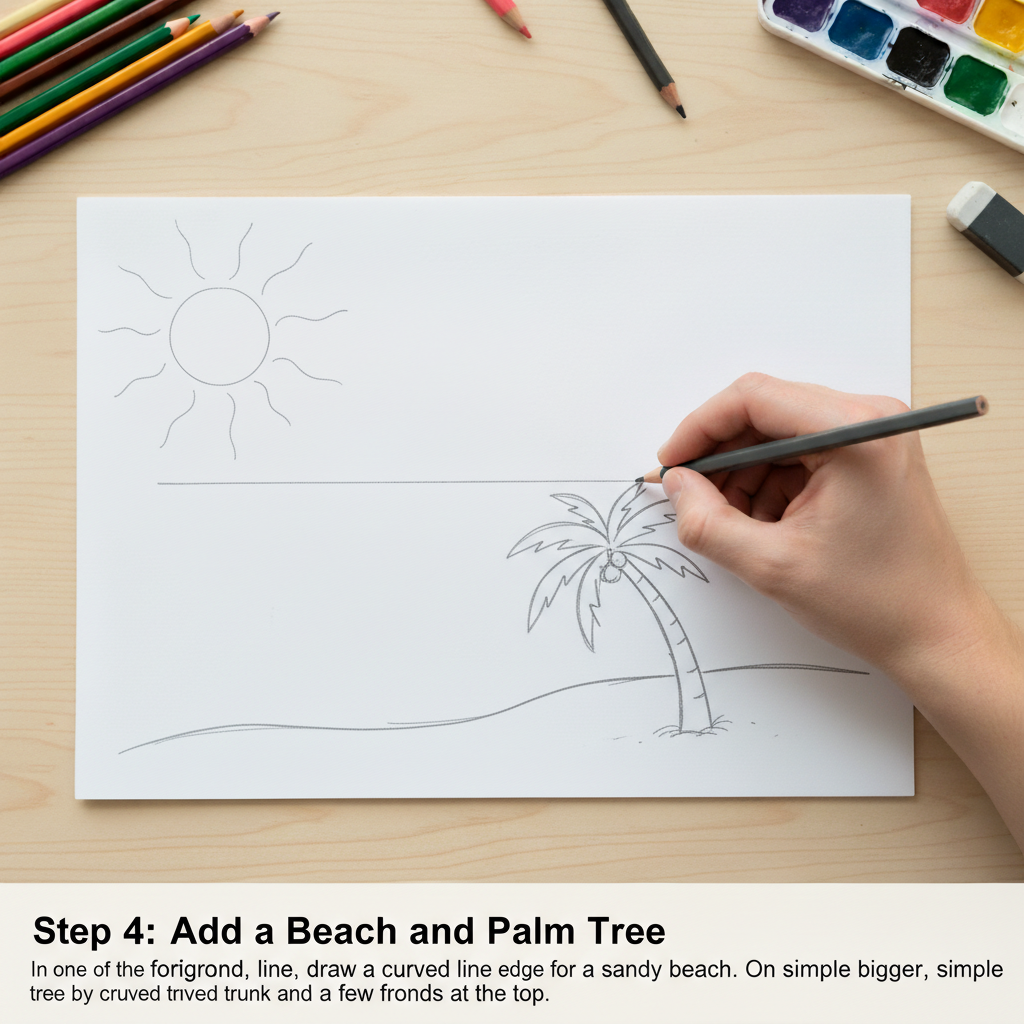 Step 4: Add a Beach and Palm Tree
In one of the forigrond, line, draw a curved line edge for a sandy beach. On simple bigger, simple
tree by cruved trived trunk and a few fronds at the top.